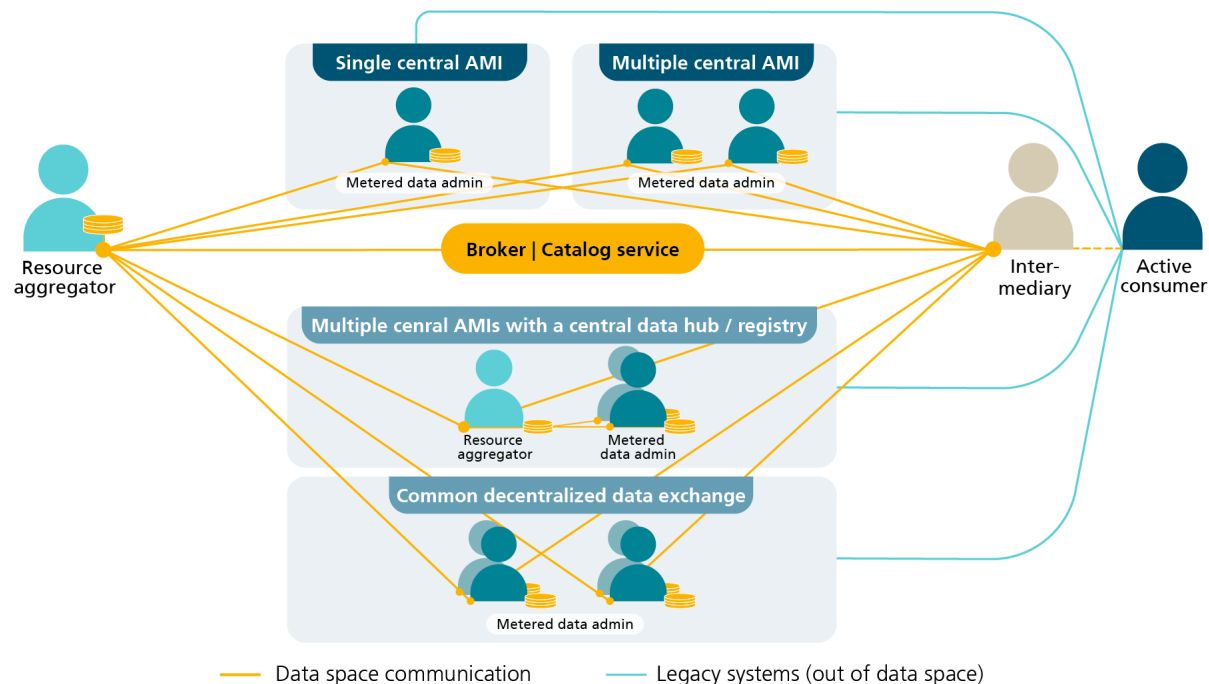 Single central AMI
Multiple central AMI
Metered data admin
Metered data admin
Resource
aggregator
Broker | Catalog service
Inter-
mediary
Active
consumer
Multiple cenral AMIs with a central data hub / registry
Resource
aggregator
Metered
data admin
Common decentralized data exchange
Metered data admin
Data space communication
Legacy systems (out of data space)